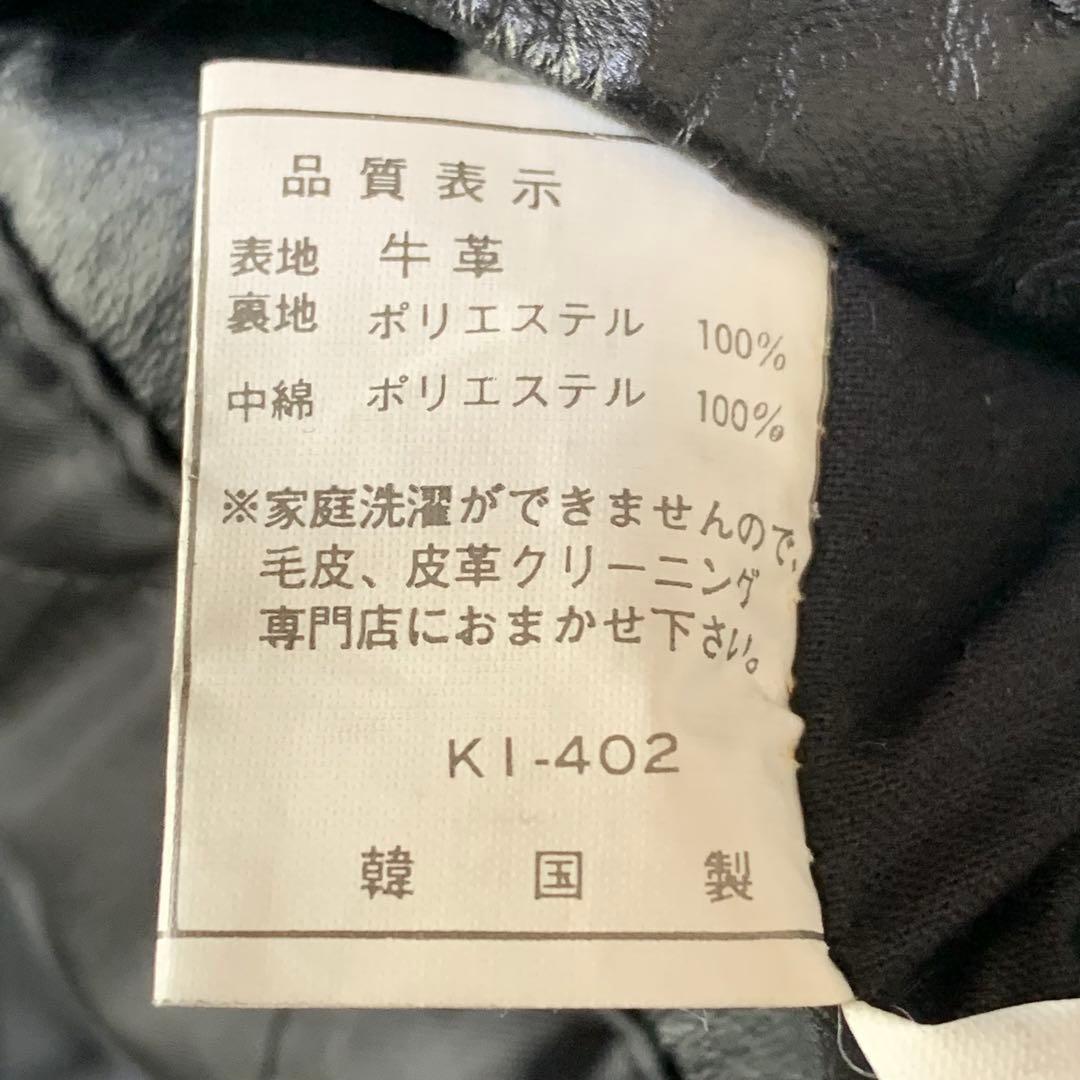 品質表示
表地 牛革
裏地 ポリエステル 100%
中綿 ポリエステル 100%
※家庭洗濯ができませんので、
毛皮、皮革クリーニング
専門店におまかせ下さい。
KI-402
韓国製